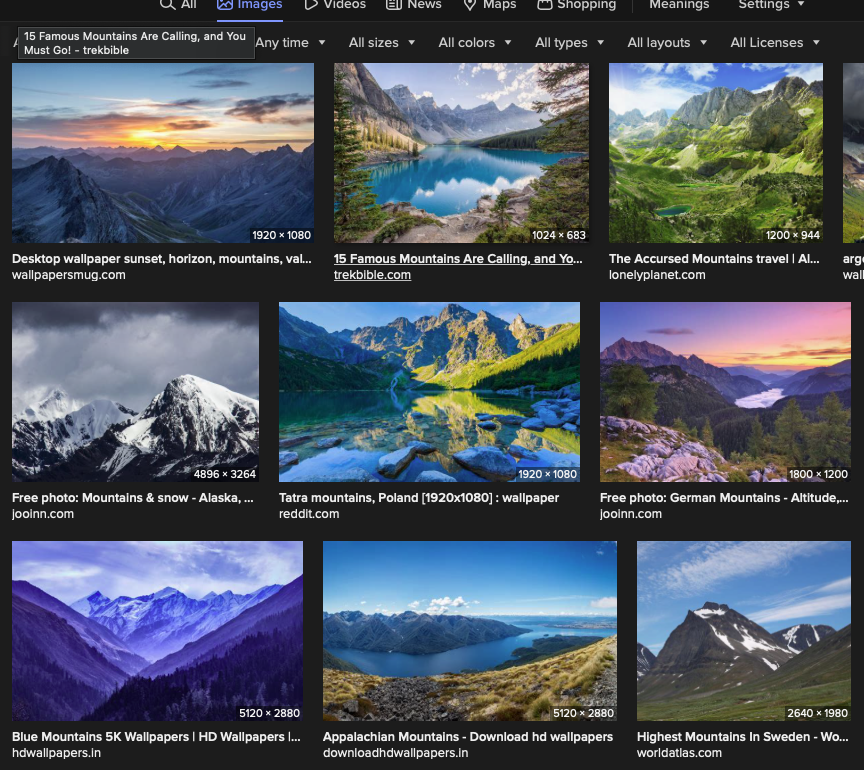 All Images Videos News Maps Shopping Meanings Settings
15 Famous Mountains Are Calling, and You
Must Go! - trekbible
Any time All sizes All colors All types All layouts All Licenses
1920 × 1080 1024 × 683 1200 × 944
Desktop wallpaper sunset, horizon, mountains, val... 15 Famous Mountains Are Calling, and Yo... The Accursed Mountains travel | Al... arge
wallpapersmug.com trekbible.com lonelyplanet.com wall
4896 × 3264 1920 × 1080 1800 × 1200
Free photo: Mountains & snow - Alaska, ... Tatra mountains, Poland [1920x1080] : wallpaper Free photo: German Mountains - Altitude,...
jooinn.com reddit.com jooinn.com
5120 × 2880 5120 × 2880 2640 × 1980
Blue Mountains 5K Wallpapers | HD Wallpapers |... Appalachian Mountains - Download hd wallpapers Highest Mountains In Sweden - Wo...
hdwallpapers.in downloadhdwallpapers.in worldatlas.com